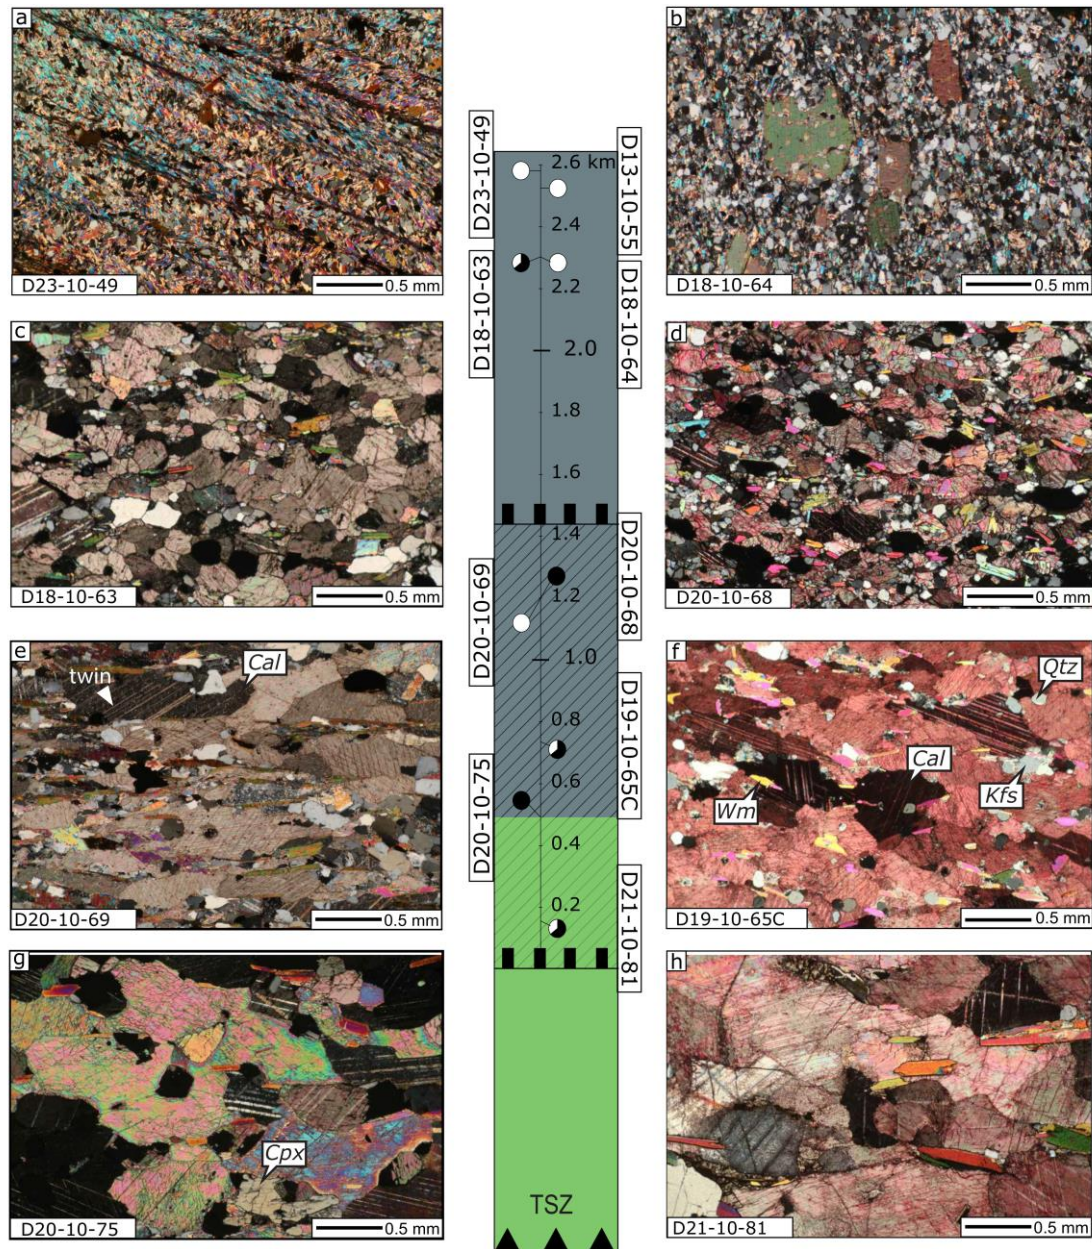 a
D23-10-49
0.5 mm
b
D18-10-64
0.5 mm
c
D18-10-63
0.5 mm
d
D20-10-68
0.5 mm
e
twin
Cal
D20-10-69
0.5 mm
f
Qtz
Cal
Wm
Kfs
D19-10-65C
0.5 mm
g
Cpx
D20-10-75
0.5 mm
h
D21-10-81
0.5 mm
D23-10-49
D13-10-55
D18-10-63
D18-10-64
D20-10-69
D20-10-68
D20-10-75
D19-10-65C
D21-10-81
2.6 km
2.4
2.2
2.0
1.8
1.6
1.4
1.2
1.0
0.8
0.6
0.4
0.2
TSZ